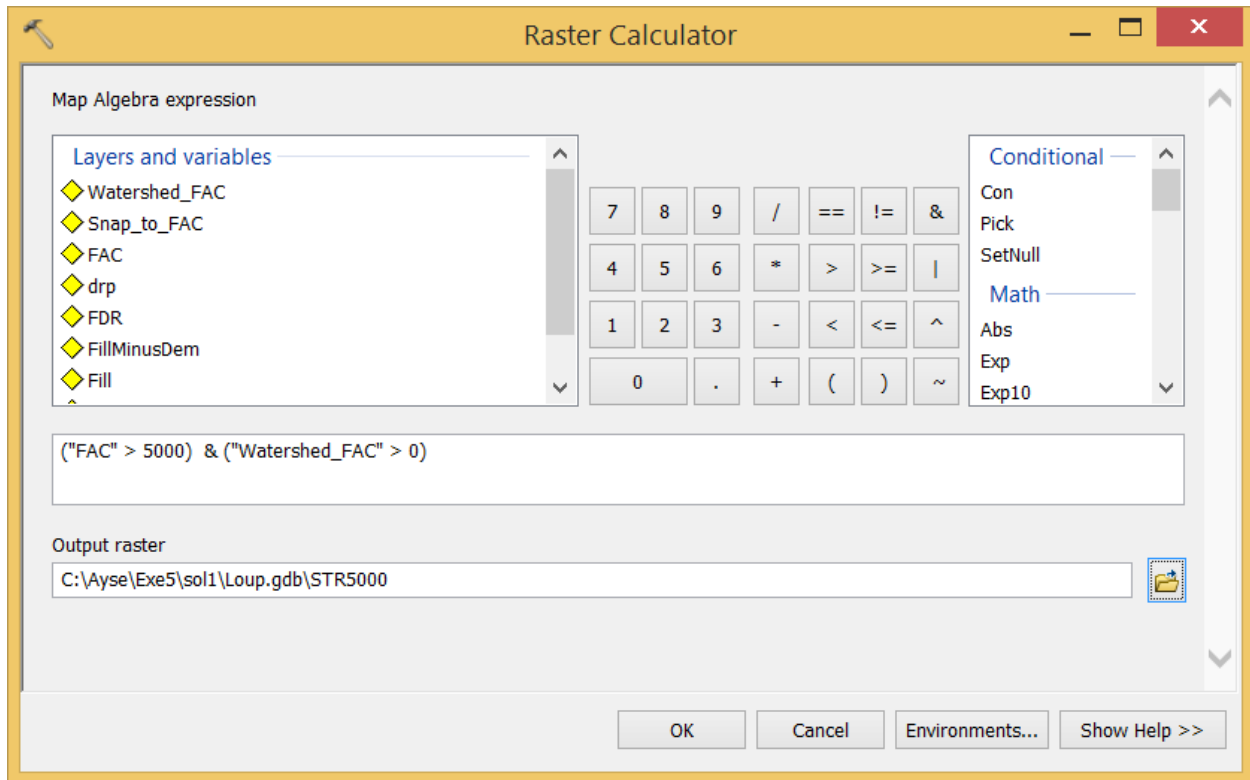 Raster Calculator
Map Algebra expression
Layers and variables
Watershed_FAC
Snap_to_FAC
FAC
drp
FDR
FillMinusDem
Fill
7 8 9 / == != &
4 5 6 * > >= |
1 2 3 - < <= ^
0 . + ( ) ~
Conditional
Con
Pick
SetNull
Math
Abs
Exp
Exp10
("FAC" > 5000)  & ("Watershed_FAC" > 0)
Output raster
C:\Ayse\Exe5\sol1\Loup.gdb\STR5000
OK Cancel Environments... Show Help >>